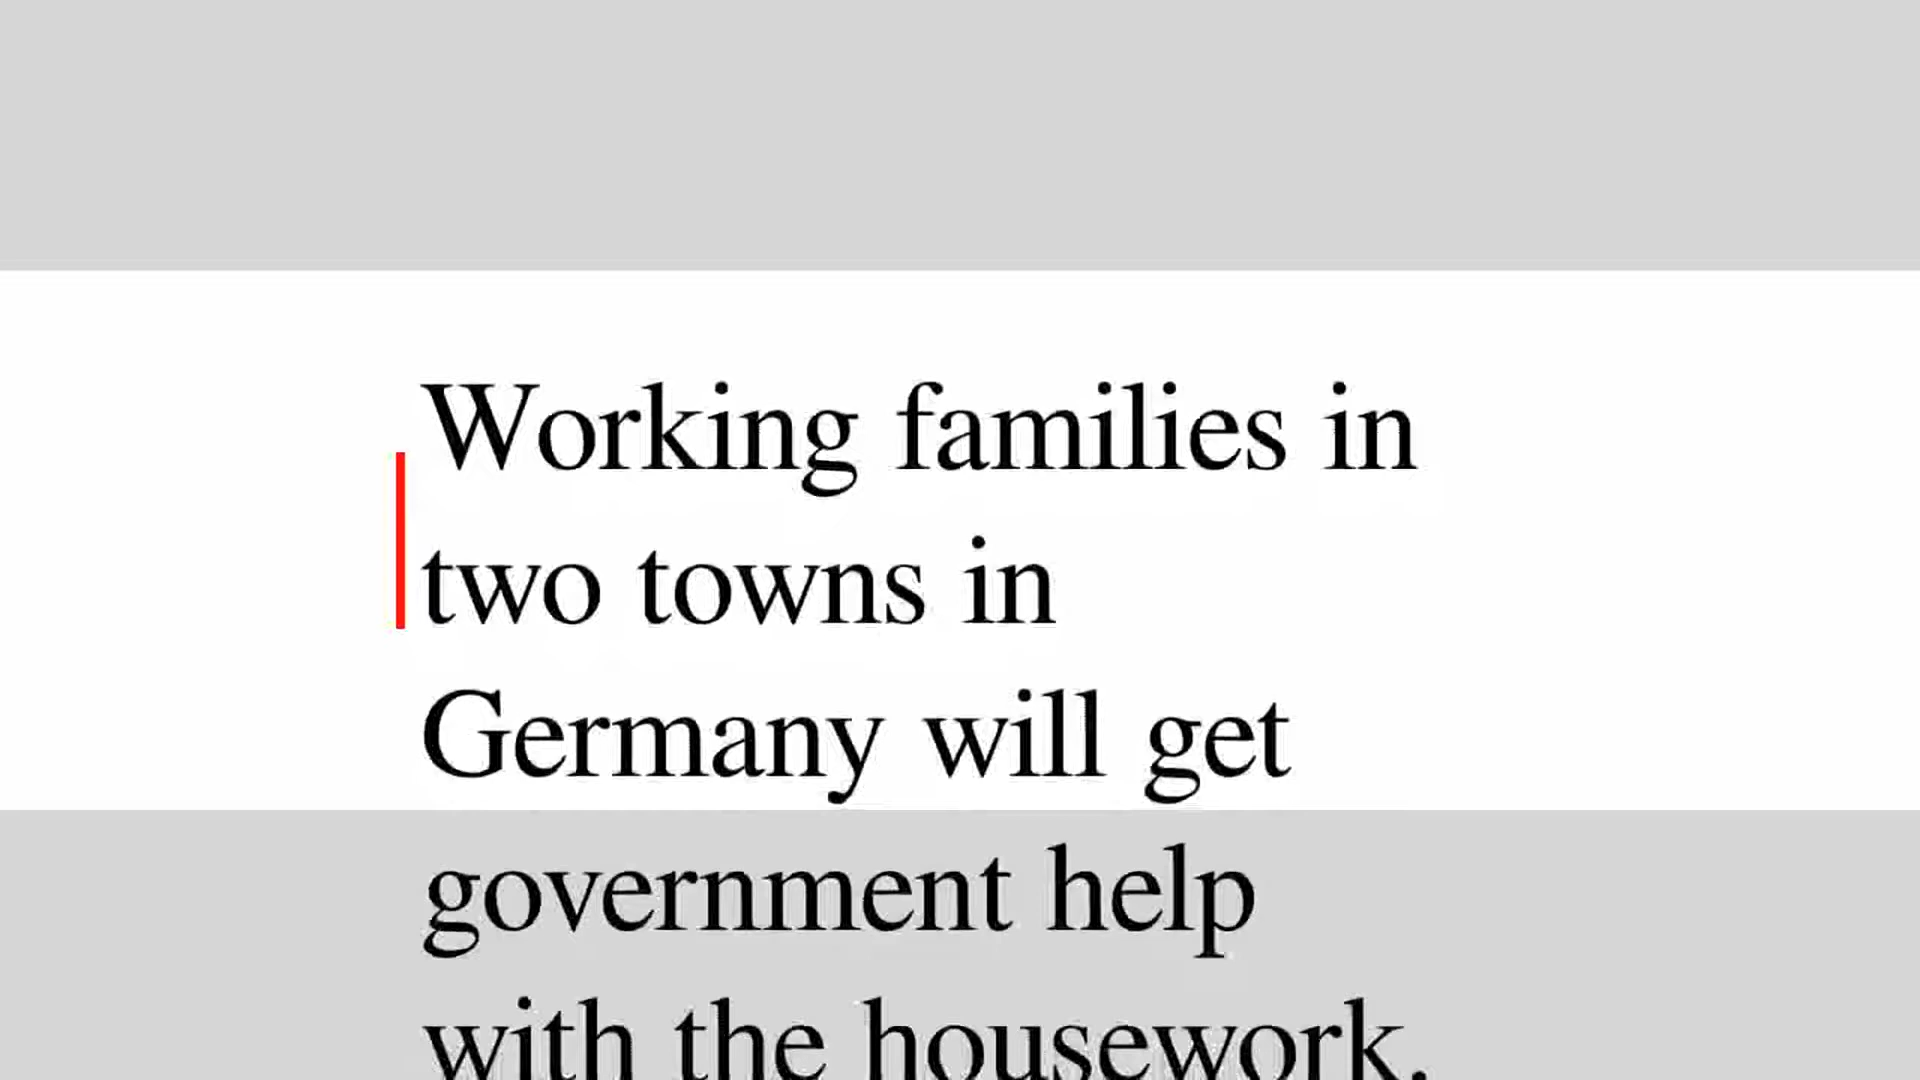 Working families in
two towns in
Germany will get
government help
with the housework.